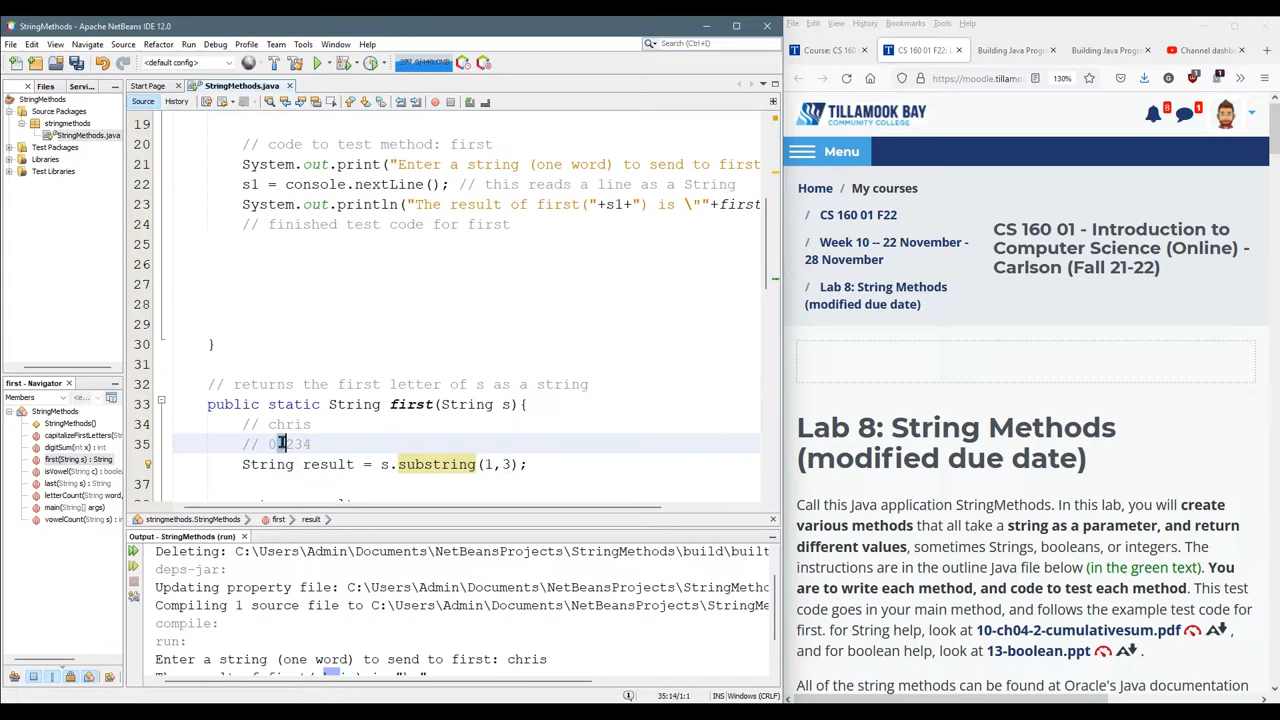 StringMethods - Apache NetBeans IDE 12.0
File Edit View Navigate Source Refactor Run Debug Profile Team Tools Window Help
Search (Ctrl+I)
<default config>
Files Servi...
Start Page StringMethods.java
Source History
StringMethods
Source Packages
stringmethods
StringMethods.java
Test Packages
Libraries
Test Libraries
19
20 // code to test method: first
21 System.out.print("Enter a string (one word) to send to first
22 s1 = console.nextLine(); // this reads a line as a String
23 System.out.println("The result of first("+s1+") is \""+first
24 // finished test code for first
25
26
27
28
29
30 }
31
32 // returns the first letter of s as a string
33 public static String first(String s){
34 // chris
35 // 01234
String result = s.substring(1,3);
37
first - Navigator
Members
StringMethods
StringMethods()
capitalizeFirstLetters(
digitSum(int x) : int
first(String s) : String
isVowel(String c) :
last(String s) : String
letterCount(String word,
main(String[] args)
vowelCount(String s) :
stringmethods.StringMethods first result
Output - StringMethods (run)
Deleting: C:\Users\Admin\Documents\NetBeansProjects\StringMethods\build\built
deps-jar:
Updating property file: C:\Users\Admin\Documents\NetBeansProjects\StringMetho
Compiling 1 source file to C:\Users\Admin\Documents\NetBeansProjects\StringMe
compile:
run:
Enter a string (one word) to send to first: chris
35:14/1:1 INS Windows (CRLF)
File Edit View History Bookmarks Tools Help
Course: CS 160 CS 160 01 F22: L Building Java Progr Building Java Progr Channel dashb
https://moodle.tillamo 130%
TILLAMOOK BAY
COMMUNITY COLLEGE
8 1
Menu
Home / My courses
/ CS 160 01 F22
/ Week 10 -- 22 November -
28 November
/ Lab 8: String Methods
(modified due date)
CS 160 01 - Introduction to
Computer Science (Online) -
Carlson (Fall 21-22)
Lab 8: String Methods
(modified due date)
Call this Java application StringMethods. In this lab, you will create
various methods that all take a string as a parameter, and return
different values, sometimes Strings, booleans, or integers. The
instructions are in the outline Java file below (in the green text). You
are to write each method, and code to test each method. This test
code goes in your main method, and follows the example test code for
first. for String help, look at 10-ch04-2-cumulativesum.pdf ,
and for boolean help, look at 13-boolean.ppt .
All of the string methods can be found at Oracle's Java documentation